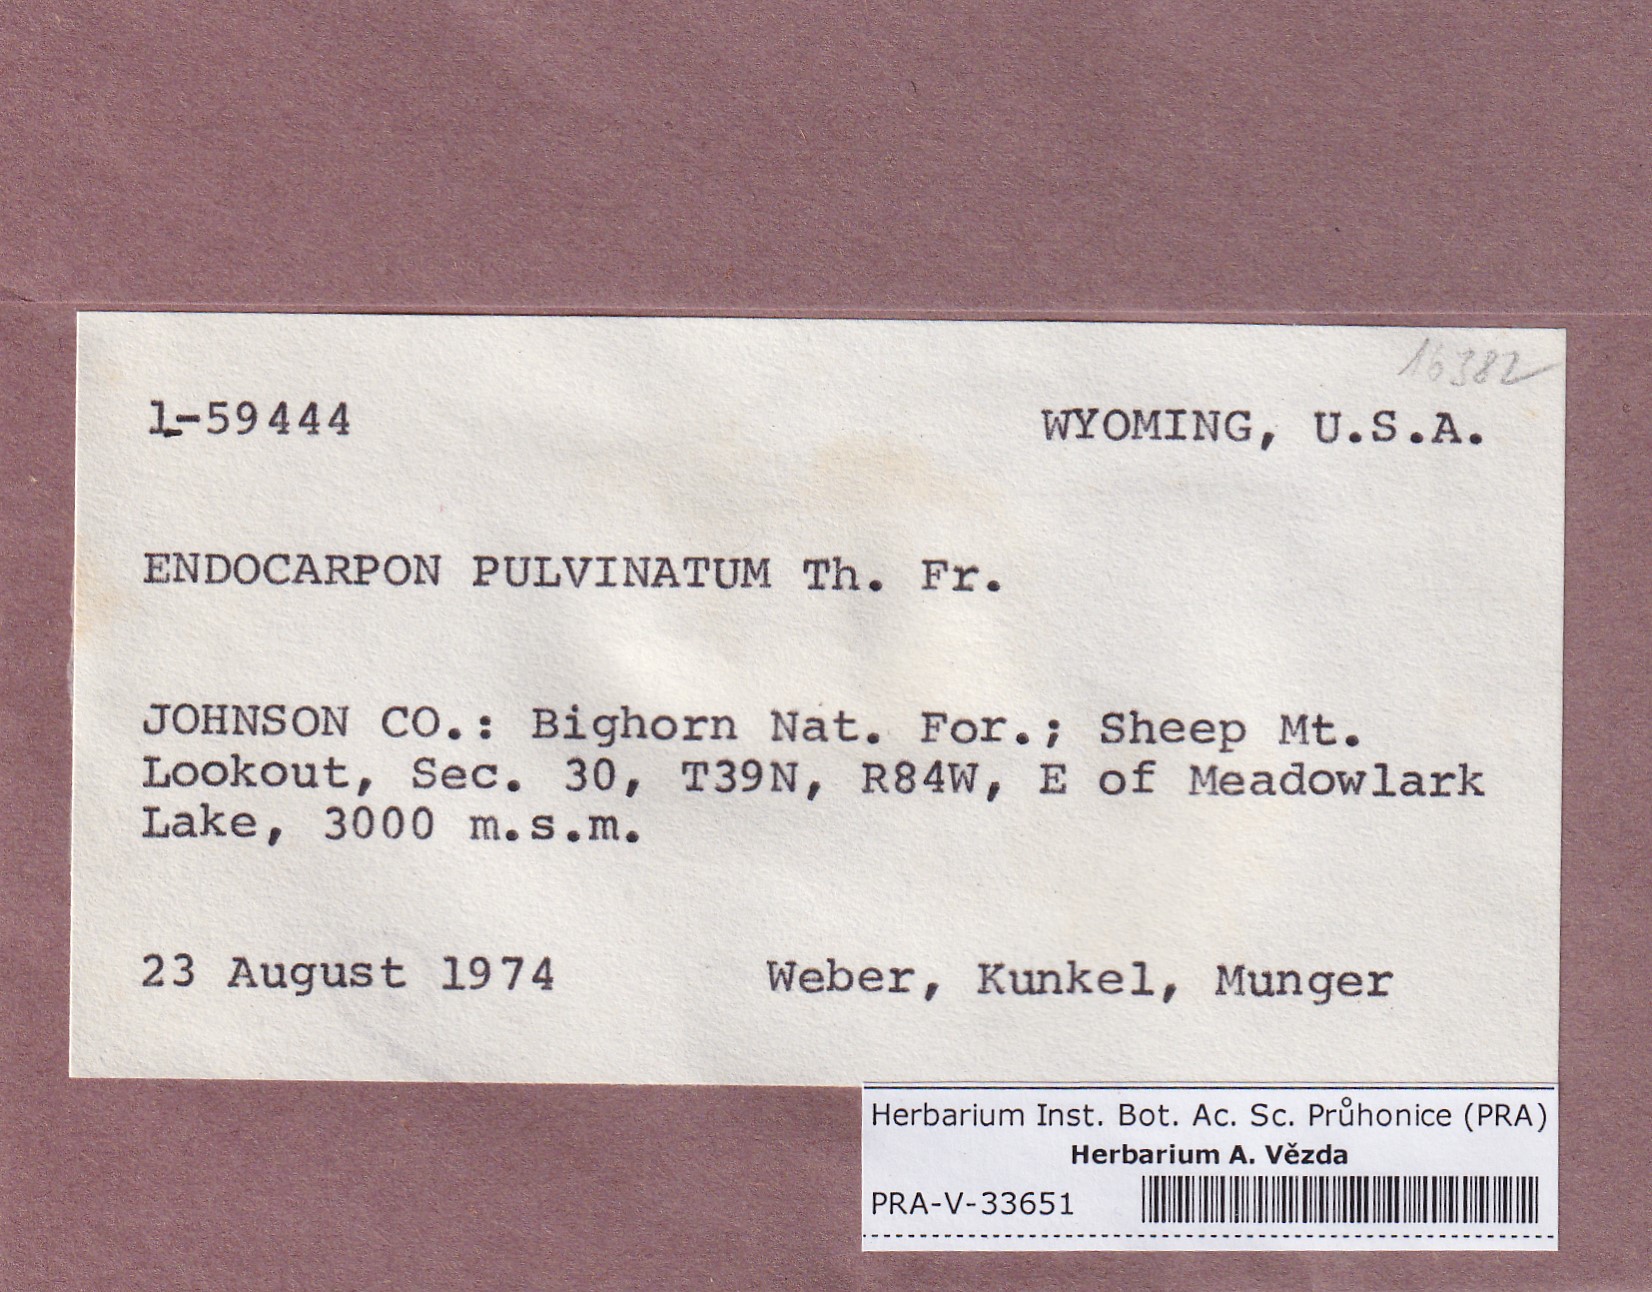 16382
1-59444 WYOMING, U.S.A.
ENDOCARPON PULVINATUM Th. Fr.
JOHNSON CO.: Bighorn Nat. For.; Sheep Mt.
Lookout, Sec. 30, T39N, R84W, E of Meadowlark
Lake, 3000 m.s.m.
23 August 1974 Weber, Kunkel, Munger
Herbarium Inst. Bot. Ac. Sc. Průhonice (PRA)
Herbarium A. Vězda
PRA-V-33651